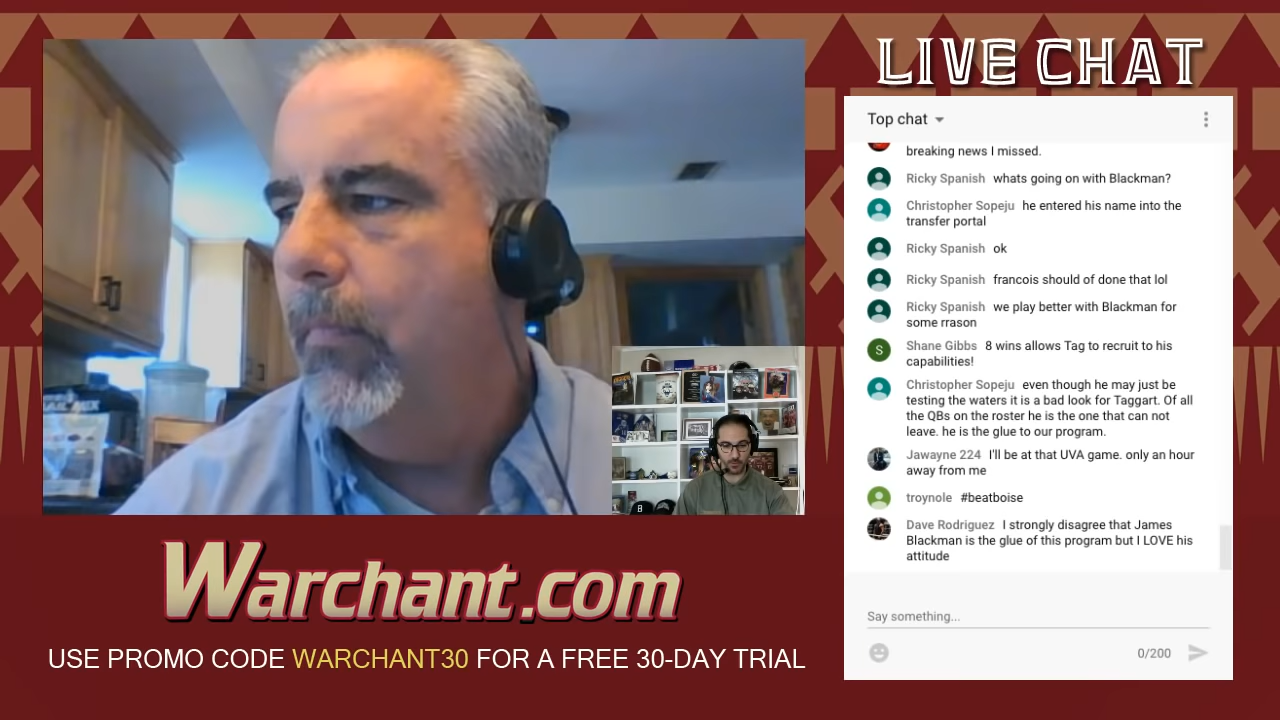 LIVE CHAT
Top chat
breaking news I missed.
Ricky Spanish whats going on with Blackman?
Christopher Sopeju he entered his name into the
transfer portal
Ricky Spanish ok
Ricky Spanish francois should of done that lol
Ricky Spanish we play better with Blackman for
some rrason
S
Shane Gibbs 8 wins allows Tag to recruit to his
capabilities!
Christopher Sopeju even though he may just be
testing the waters it is a bad look for Taggart. Of all
the QBs on the roster he is the one that can not
leave. he is the glue to our program.
Jawayne 224 I'll be at that UVA game. only an hour
away from me
troynole #beatboise
Dave Rodriguez I strongly disagree that James
Blackman is the glue of this program but I LOVE his
attitude
Say something...
0/200
Warchant.com
USE PROMO CODE WARCHANT30 FOR A FREE 30-DAY TRIAL